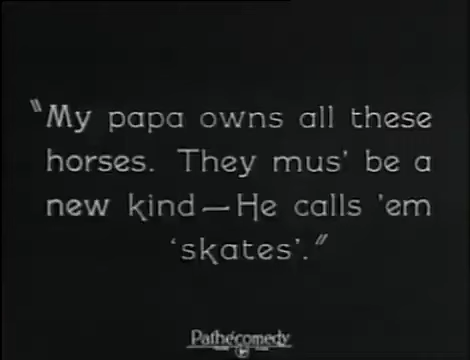 "My papa owns all these
horses. They mus' be a
new kind — He calls 'em
'skates'."
Pathécomedy